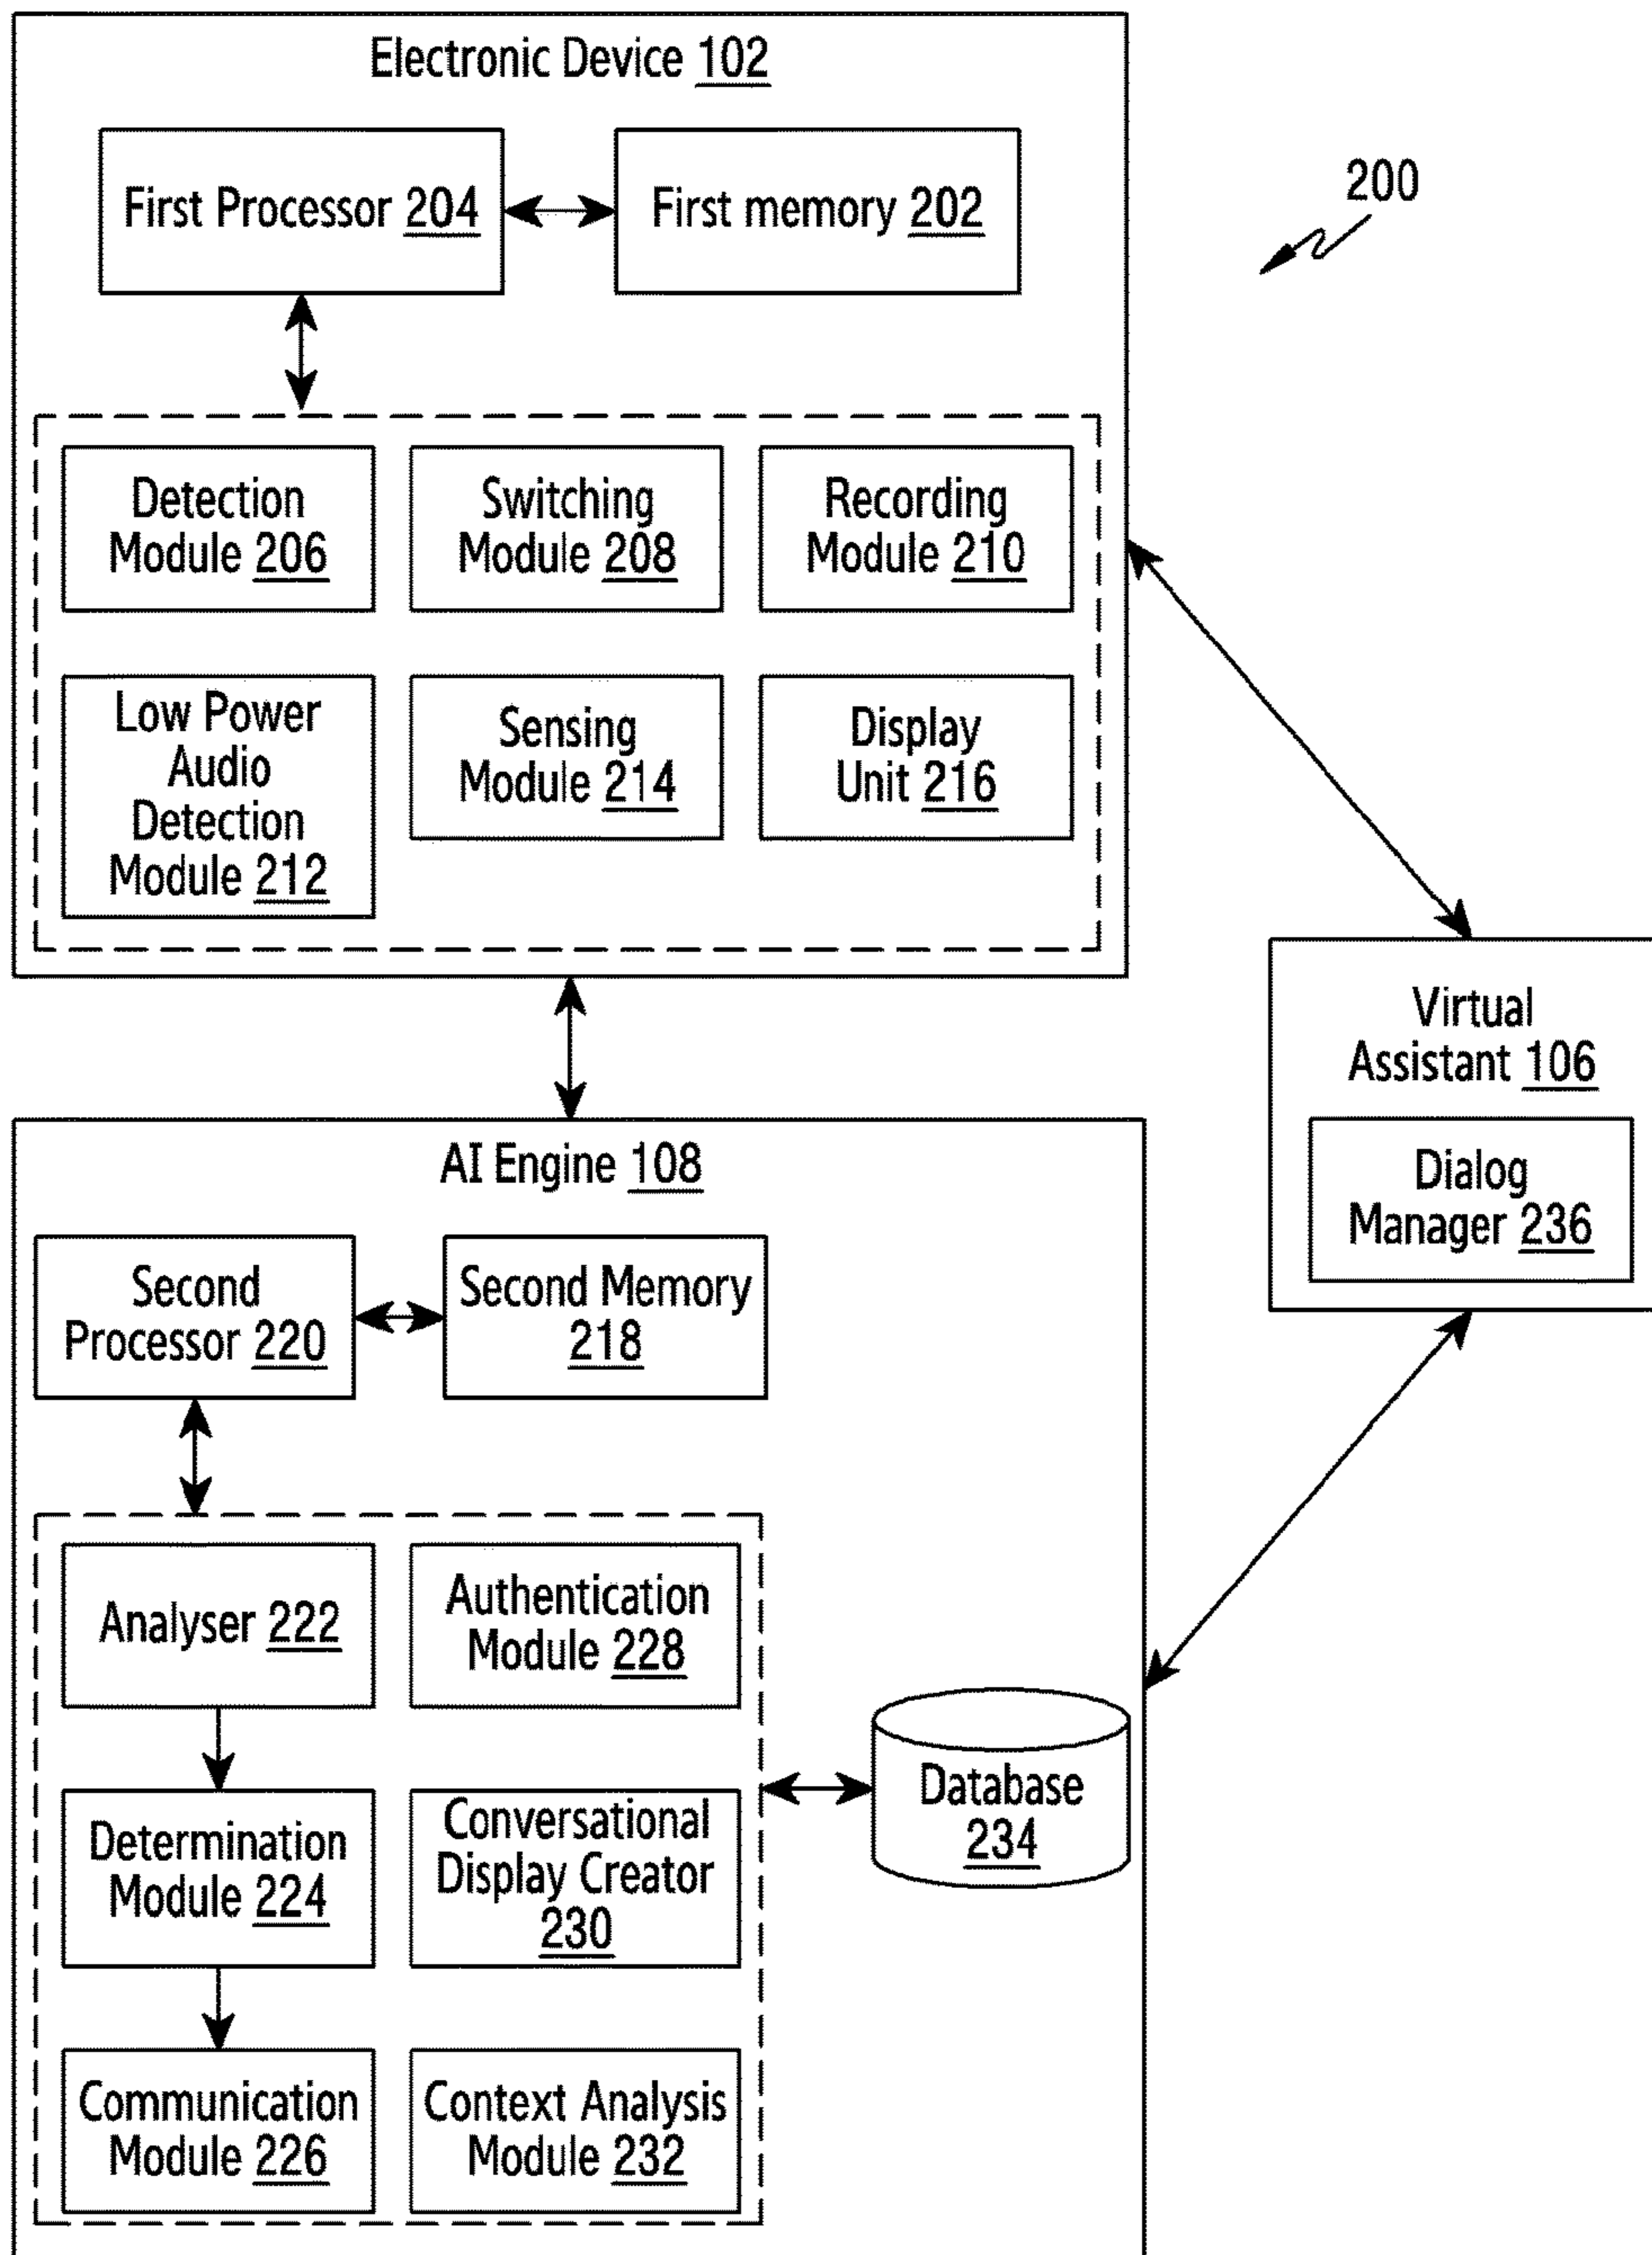 Electronic Device 102
First Processor 204
First memory 202
200
Detection
Module 206
Switching
Module 208
Recording
Module 210
Low Power
Audio
Detection
Module 212
Sensing
Module 214
Display
Unit 216
Virtual
Assistant 106
Dialog
Manager 236
AI Engine 108
Second
Processor 220
Second Memory
218
Analyser 222
Authentication
Module 228
Determination
Module 224
Conversational
Display Creator
230
Database
234
Communication
Module 226
Context Analysis
Module 232